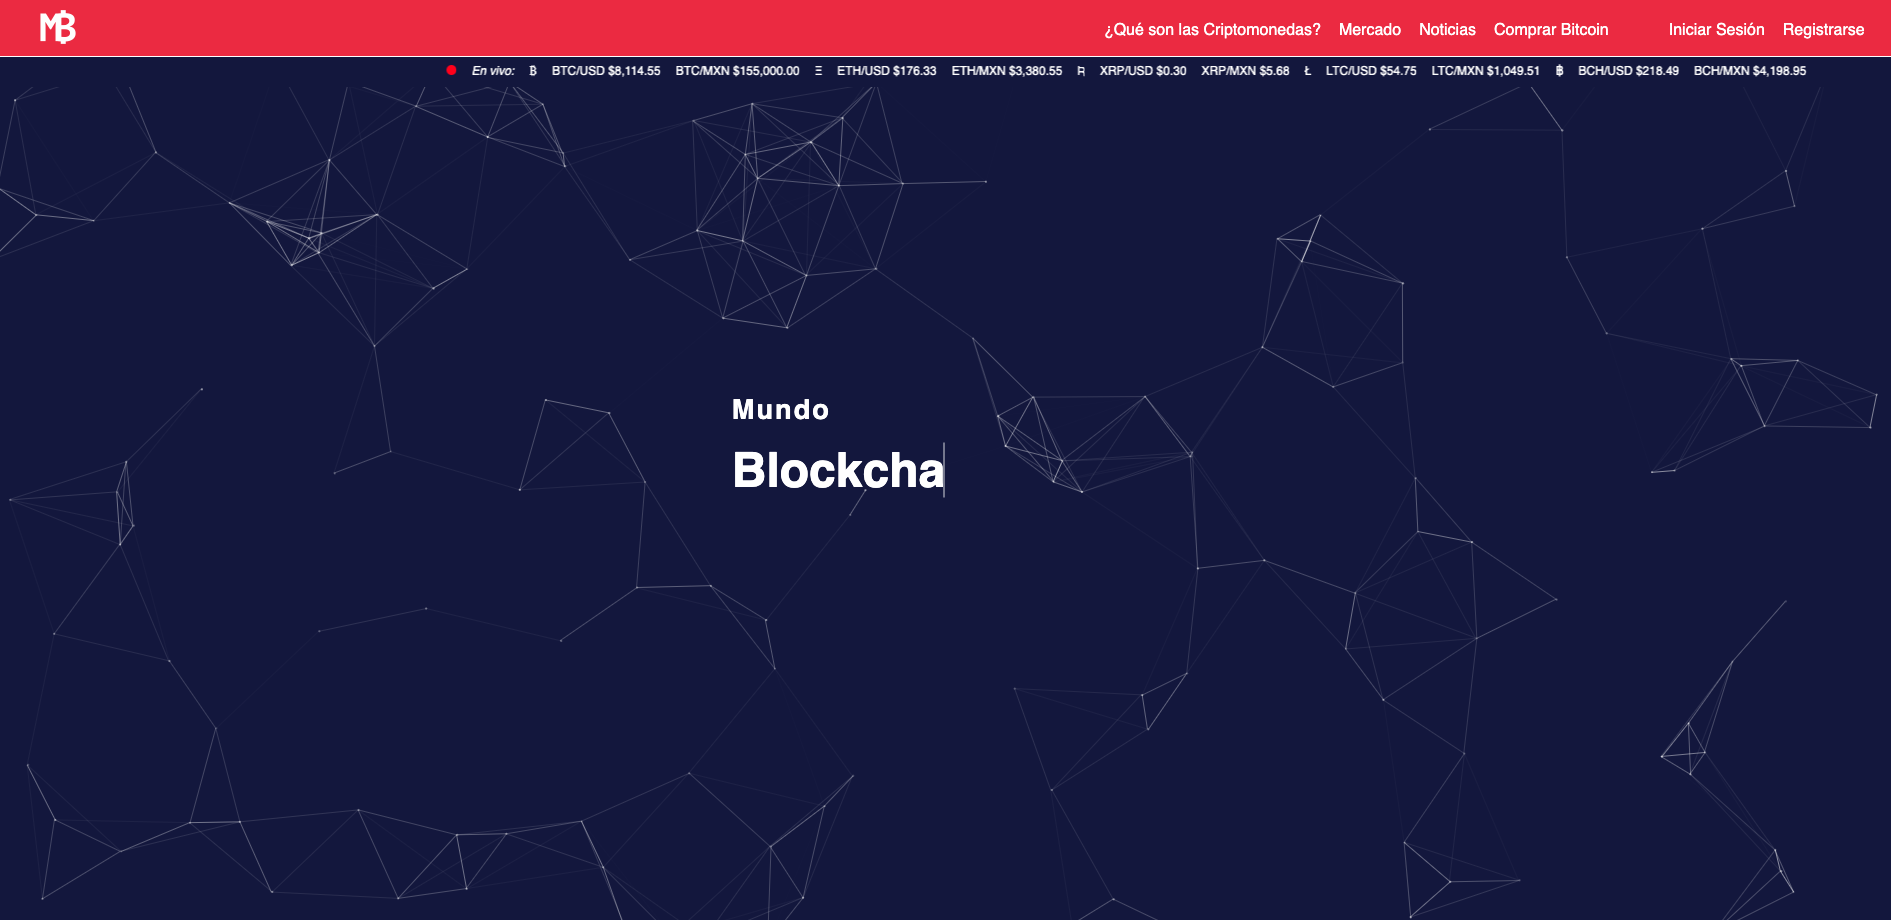 MB
¿Qué son las Criptomonedas? Mercado Noticias Comprar Bitcoin Iniciar Sesión Registrarse
En vivo: ₿ BTC/USD $8,114.55 BTC/MXN $155,000.00 Ξ ETH/USD $176.33 ETH/MXN $3,380.55 XRP/USD $0.30 XRP/MXN $5.68 Ł LTC/USD $54.75 LTC/MXN $1,049.51 ฿ BCH/USD $218.49 BCH/MXN $4,198.95
Mundo
Blockcha